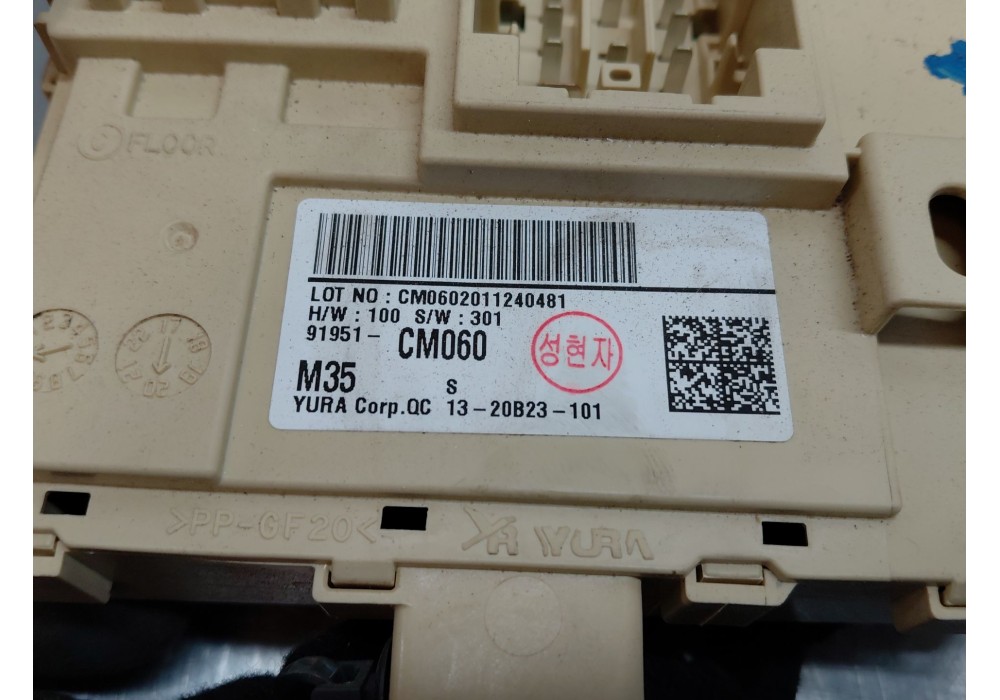 FLOOR
LOT NO : CM0602011240481
H/W : 100 S/W : 301
91951- CM060
성현자
M35
S
YURA Corp.QC 13-20B23-101
>PP-GF20<
YURA